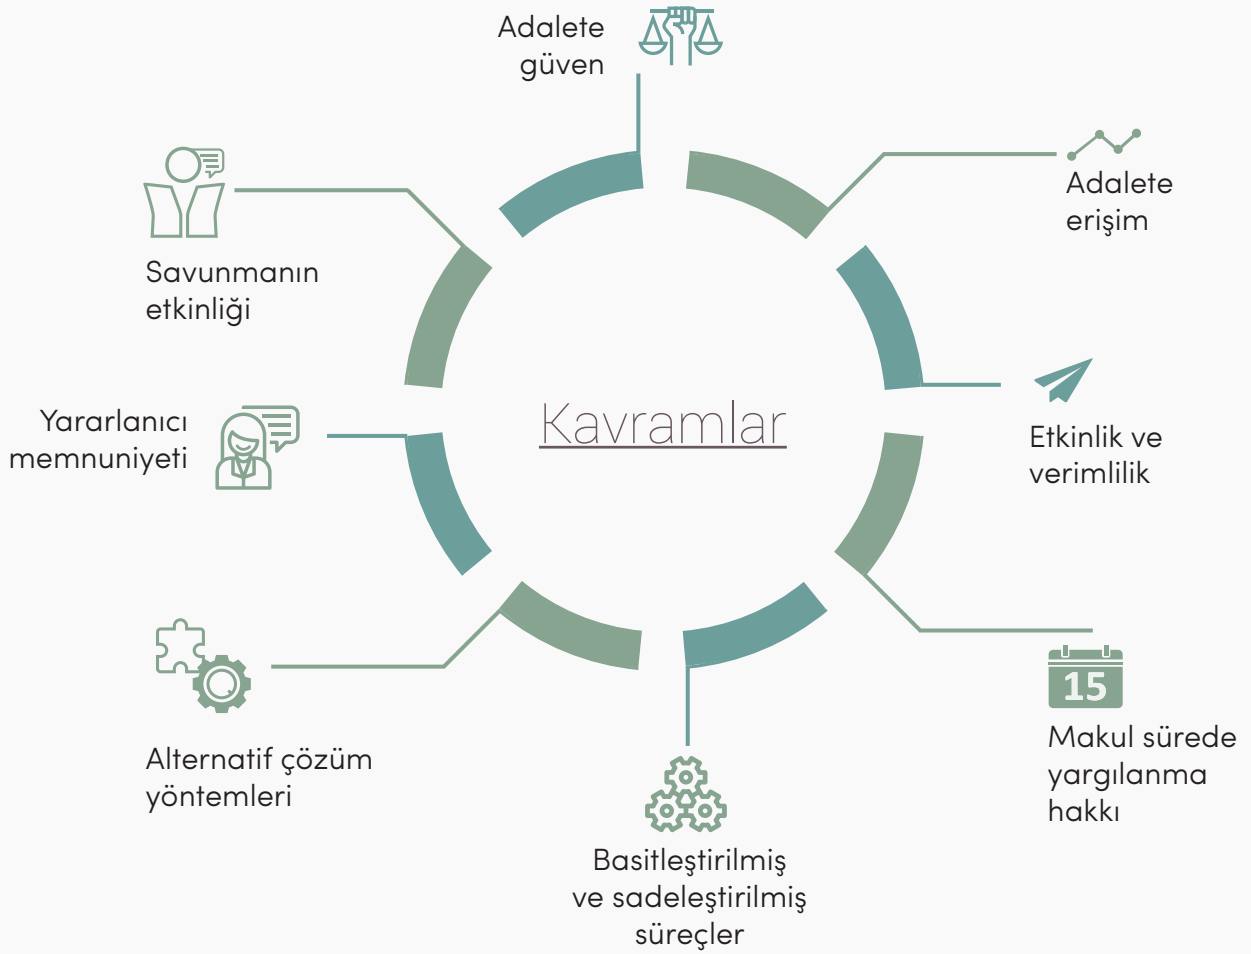 Adalete
güven
Adalete
erişim
Etkinlik ve
verimlilik
15
Makul sürede
yargılanma
hakkı
Basitleştirilmiş
ve sadeleştirilmiş
süreçler
Alternatif çözüm
yöntemleri
Yararlanıcı
memnuniyeti
Savunmanın
etkinliği
Kavramlar